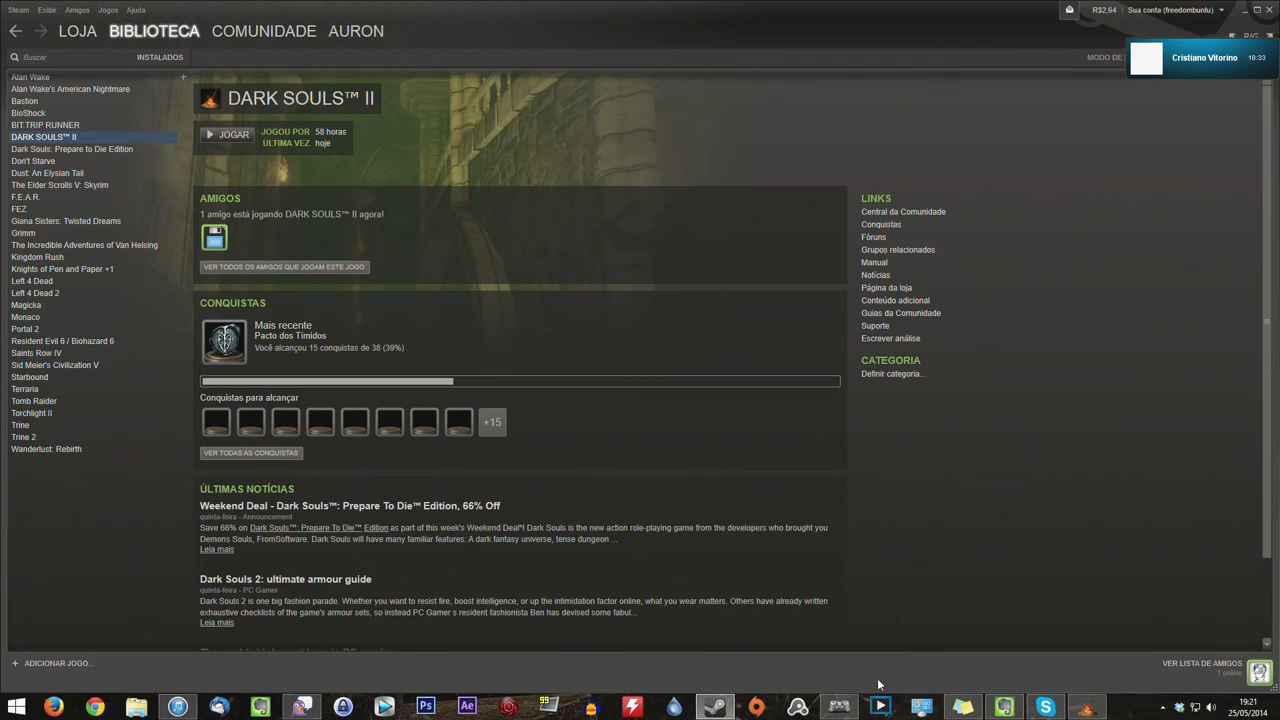 Steam Exibir Amigos Jogos Ajuda
R$2,64 Sua conta (freedombuntu)
LOJA BIBLIOTECA COMUNIDADE AURON
Buscar INSTALADOS
MODO DE
Cristiano Vitorino 18:33
Alan Wake
Alan Wake's American Nightmare
Bastion
BioShock
BIT.TRIP RUNNER
DARK SOULS™ II
Dark Souls: Prepare to Die Edition
Don't Starve
Dust: An Elysian Tail
The Elder Scrolls V: Skyrim
F.E.A.R.
FEZ
Giana Sisters: Twisted Dreams
Grimm
The Incredible Adventures of Van Helsing
Kingdom Rush
Knights of Pen and Paper +1
Left 4 Dead
Left 4 Dead 2
Magicka
Monaco
Portal 2
Resident Evil 6 / Biohazard 6
Saints Row IV
Sid Meier's Civilization V
Starbound
Terraria
Tomb Raider
Torchlight II
Trine
Trine 2
Wanderlust: Rebirth
DARK SOULS™ II
JOGAR
JOGOU POR 58 horas
ÚLTIMA VEZ hoje
AMIGOS
1 amigo está jogando DARK SOULS™ II agora!
VER TODOS OS AMIGOS QUE JOGAM ESTE JOGO
CONQUISTAS
Mais recente
Pacto dos Tímidos
Você alcançou 15 conquistas de 38 (39%)
Conquistas para alcançar
+15
VER TODAS AS CONQUISTAS
ÚLTIMAS NOTÍCIAS
Weekend Deal - Dark Souls™: Prepare To Die™ Edition, 66% Off
quinta-feira - Announcement
Save 66% on Dark Souls™: Prepare To Die™ Edition as part of this week's Weekend Deal*! Dark Souls is the new action role-playing game from the developers who brought you
Demons Souls, FromSoftware. Dark Souls will have many familiar features: A dark fantasy universe, tense dungeon ...
Leia mais
Dark Souls 2: ultimate armour guide
quinta-feira - PC Gamer
Dark Souls 2 is one big fashion parade. Whether you want to resist fire, boost intelligence, or up the intimidation factor online, what you wear matters. Others have already written
exhaustive checklists of the game's armour sets, so instead PC Gamer s resident fashionista Ben has devised some fabul...
Leia mais
LINKS
Central da Comunidade
Conquistas
Fóruns
Grupos relacionados
Manual
Notícias
Página da loja
Conteúdo adicional
Guias da Comunidade
Suporte
Escrever análise
CATEGORIA
Definir categoria...
+ ADICIONAR JOGO...
VER LISTA DE AMIGOS
1 online
Ps Ae 99
19:21
25/05/2014